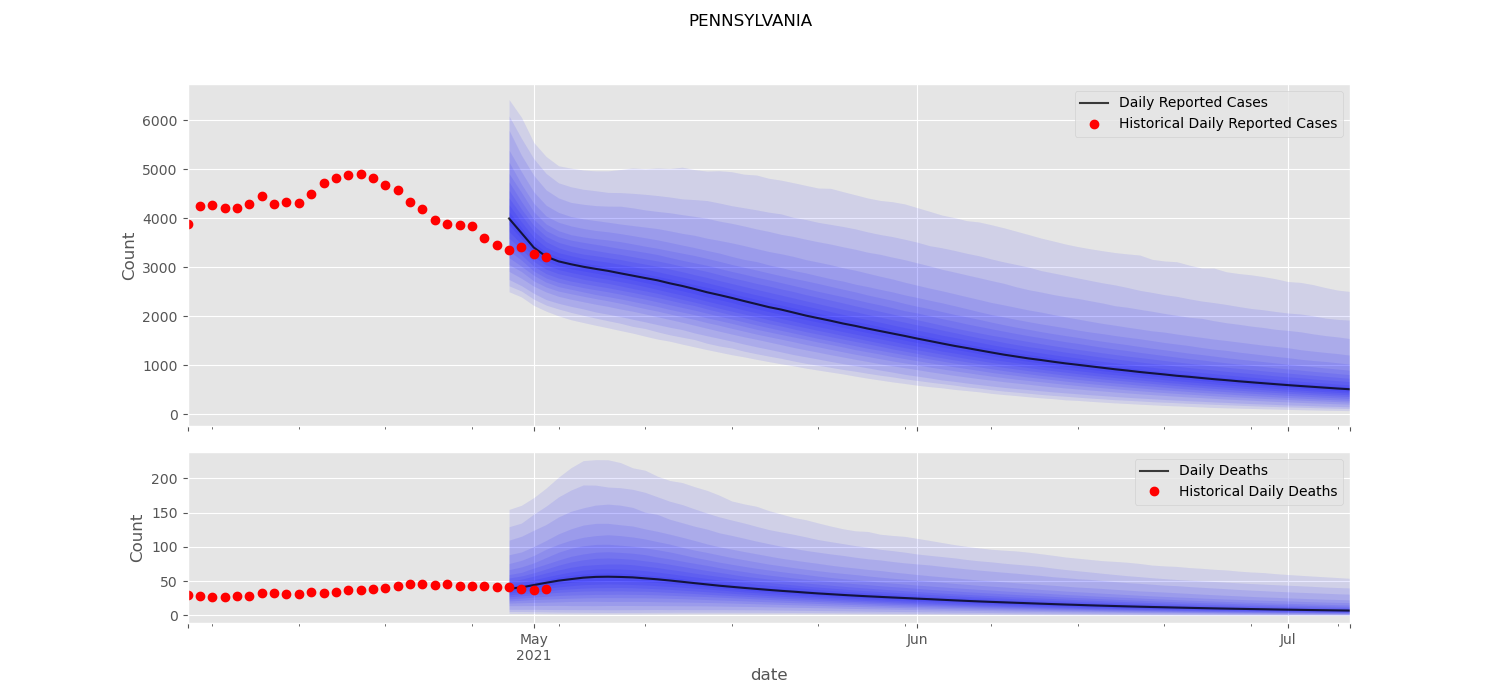 PENNSYLVANIA
Count
6000
5000
4000
3000
2000
1000
0
Daily Reported Cases
Historical Daily Reported Cases
Count
200
150
100
50
0
Daily Deaths
Historical Daily Deaths
May
2021
Jun
Jul
date